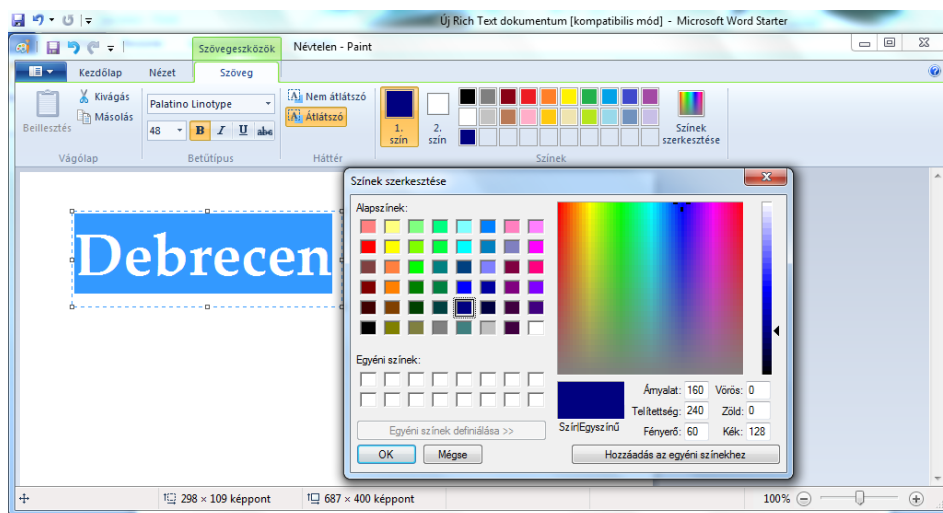 Új Rich Text dokumentum [kompatibilis mód] - Microsoft Word Starter
Szövegeszközök
Névtelen - Paint
Kezdőlap
Nézet
Szöveg
Beillesztés
Kivágás
Másolás
Vágólap
Palatino Linotype
48
B I U abc
Betűtípus
Nem átlátszó
Átlátszó
Háttér
1.
szín
2.
szín
Színek
szerkesztése
Színek
Debrecen
Színek szerkesztése
Alapszínek:
Egyéni színek:
Egyéni színek definiálása >>
OK
Mégse
Szín|Egyszínű
Árnyalat: 160
Telítettség: 240
Fényerő: 60
Vörös: 0
Zöld: 0
Kék: 128
Hozzáadás az egyéni színekhez
298 × 109 képpont
687 × 400 képpont
100%